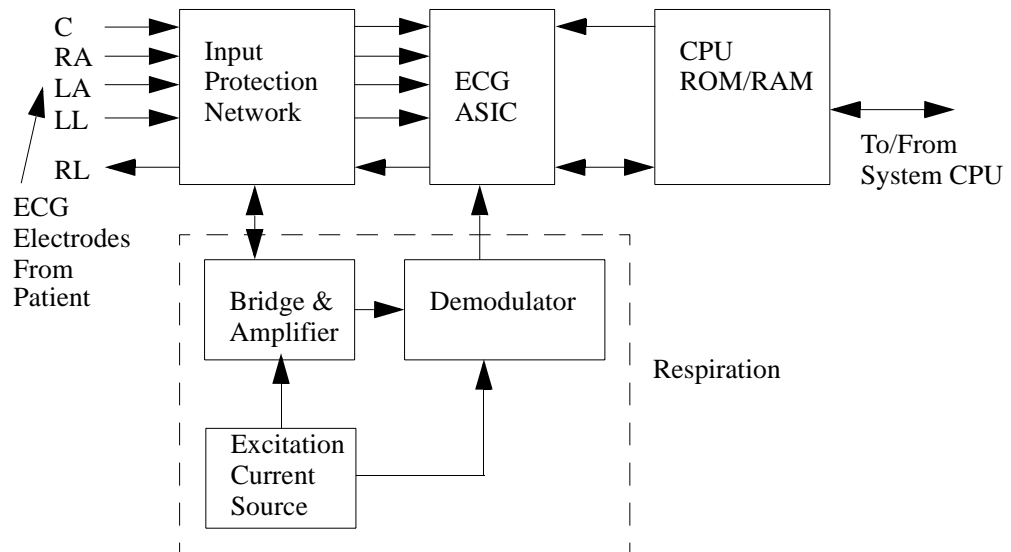 C
RA
LA
LL
RL
ECG
Electrodes
From
Patient
Input
Protection
Network
ECG
ASIC
CPU
ROM/RAM
To/From
System CPU
Bridge &
Amplifier
Demodulator
Respiration
Excitation
Current
Source